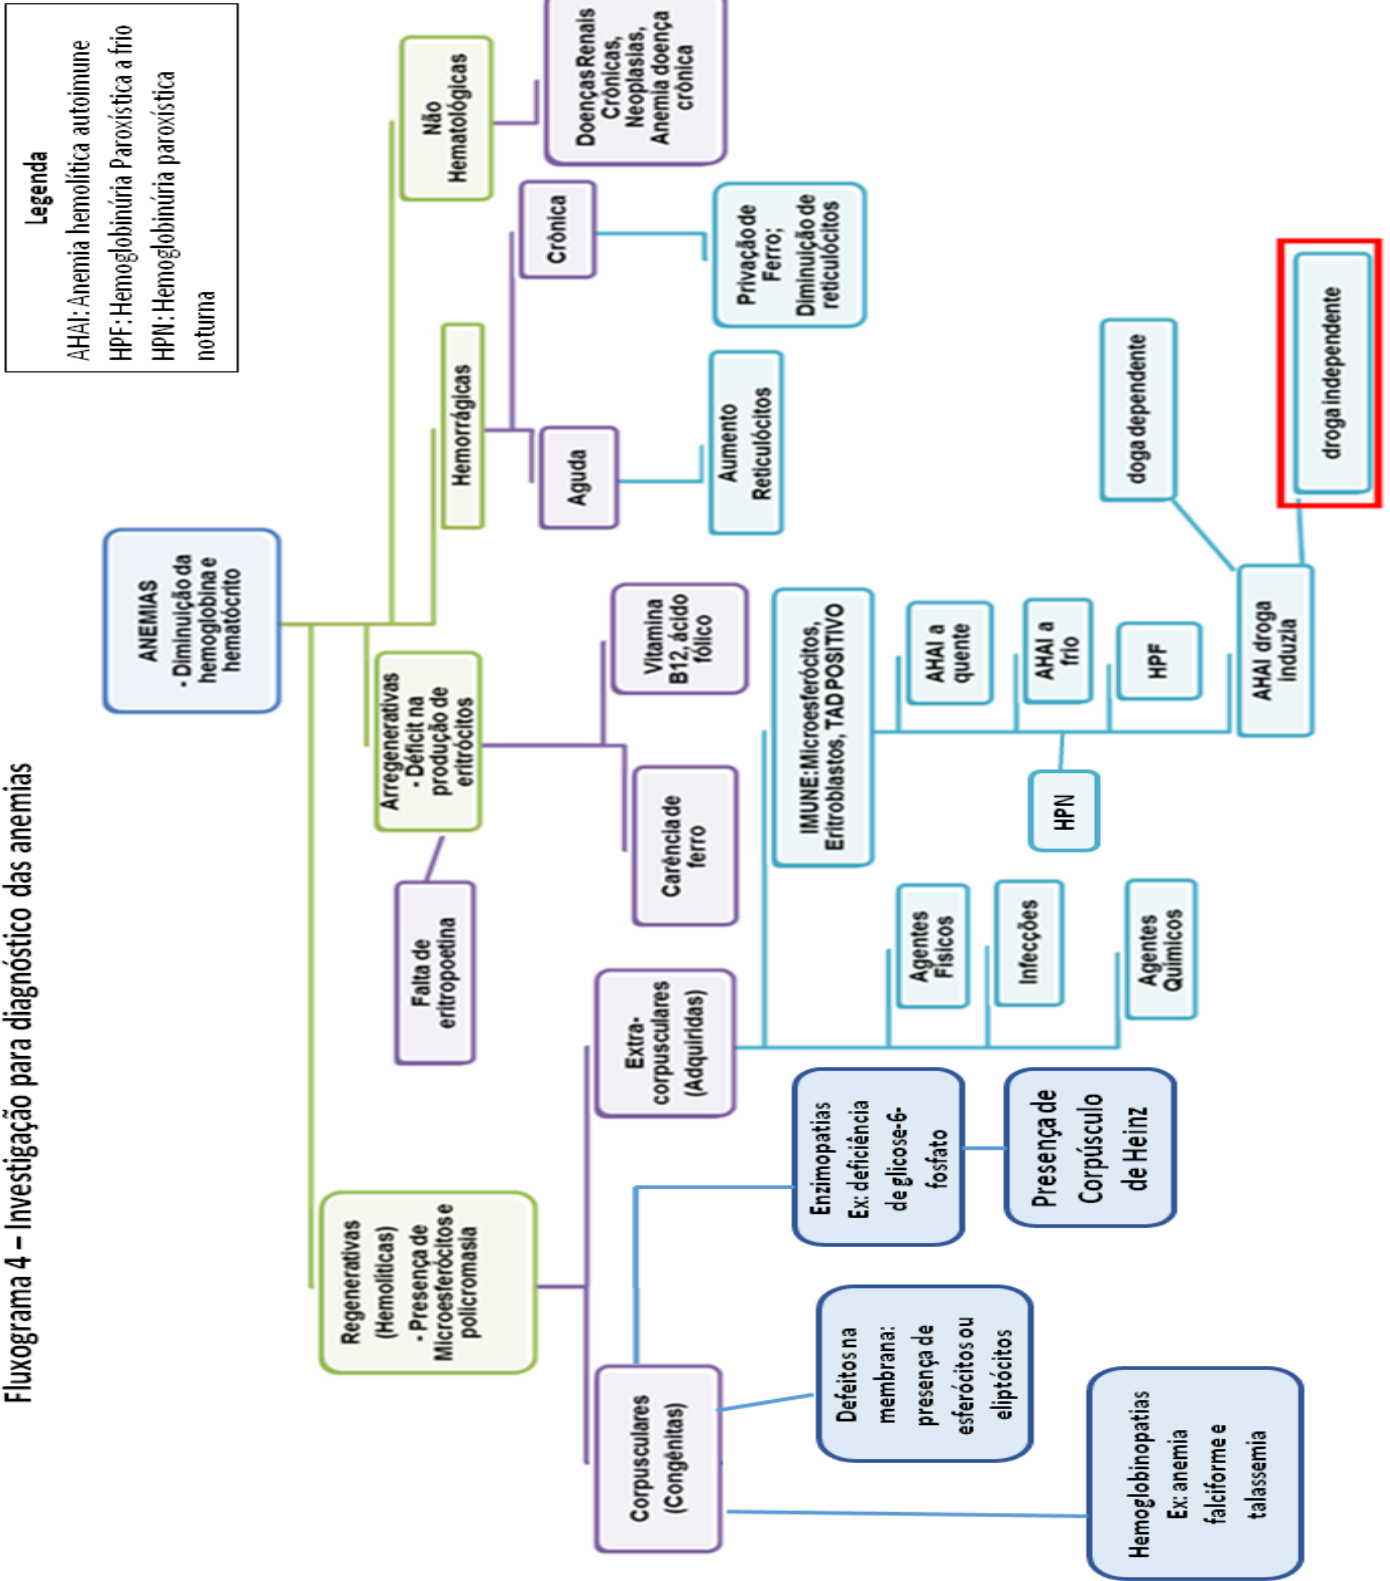 Fluxograma 4 – Investigação para diagnóstico das anemias
Legenda
AHAI: Anemia hemolítica autoimune
HPF: Hemoglobinúria Paroxística a frio
HPN: Hemoglobinúria paroxística
noturna
ANEMIAS
- Diminuição da
hemoglobina e
hematócrito
Regenerativas
(Hemolíticas)
- Presença de
Microesferócitos e
policromasia
Falta de
eritropoetina
Arregenerativas
- Déficit na
produção de
eritrócitos
Hemorrágicas
Não
Hematológicas
Corpusculares
(Congênitas)
Extra-
corpusculares
(Adquiridas)
Carência de
ferro
Vitamina
B12, ácido
fólico
Aguda
Crônica
Doenças Renais
Crônicas,
Neoplasias,
Anemia doença
crônica
Aumento
Reticulócitos
Privação de
Ferro;
Diminuição de
reticulócitos
Hemoglobinopatias
Ex: anemia
falciforme e
talassemia
Defeitos na
membrana:
presença de
esferócitos ou
eliptócitos
Enzimopatias
Ex: deficiência
de glicose-6-
fosfato
Presença de
Corpúsculo
de Heinz
Agentes
Físicos
Infecções
Agentes
Químicos
IMUNE: Microesferócitos,
Eritroblastos, TAD POSITIVO
AHAI a
quente
AHAI a
frio
HPN
HPF
AHAI droga
induzia
doga dependente
droga independente